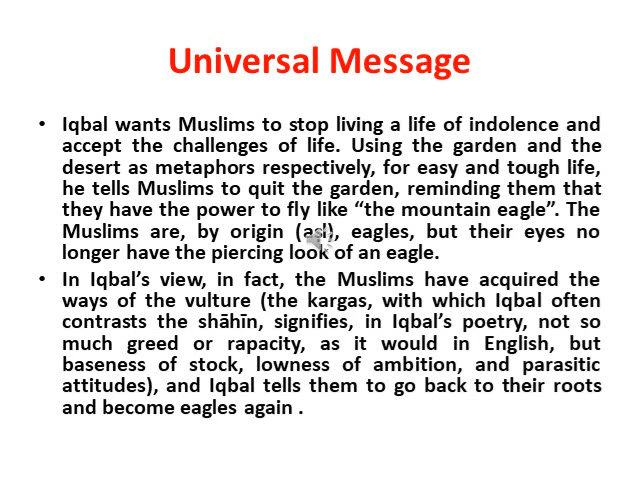 Universal Message
• Iqbal wants Muslims to stop living a life of indolence and
accept the challenges of life. Using the garden and the
desert as metaphors respectively, for easy and tough life,
he tells Muslims to quit the garden, reminding them that
they have the power to fly like “the mountain eagle”. The
Muslims are, by origin (asl), eagles, but their eyes no
longer have the piercing look of an eagle.
• In Iqbal’s view, in fact, the Muslims have acquired the
ways of the vulture (the kargas, with which Iqbal often
contrasts the shāhīn, signifies, in Iqbal’s poetry, not so
much greed or rapacity, as it would in English, but
baseness of stock, lowness of ambition, and parasitic
attitudes), and Iqbal tells them to go back to their roots
and become eagles again .